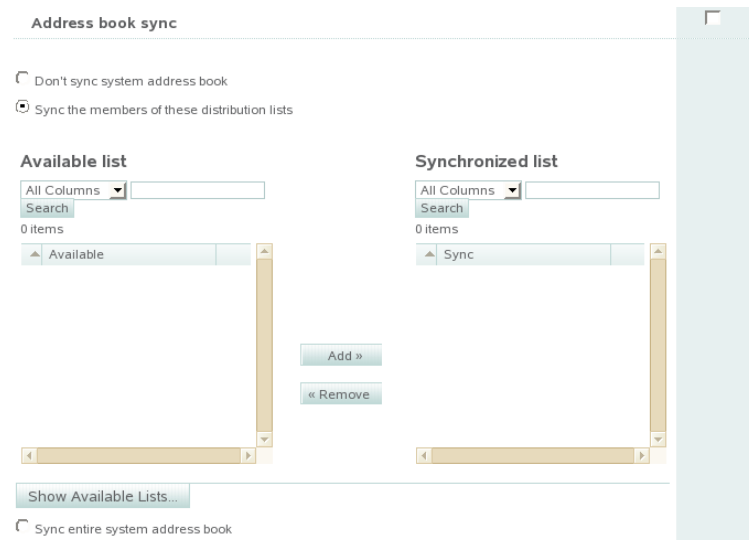 Address book sync
Don't sync system address book
Sync the members of these distribution lists
Available list
All Columns
Search
0 items
Available
Synchronized list
All Columns
Search
0 items
Sync
Add »
« Remove
Show Available Lists...
Sync entire system address book